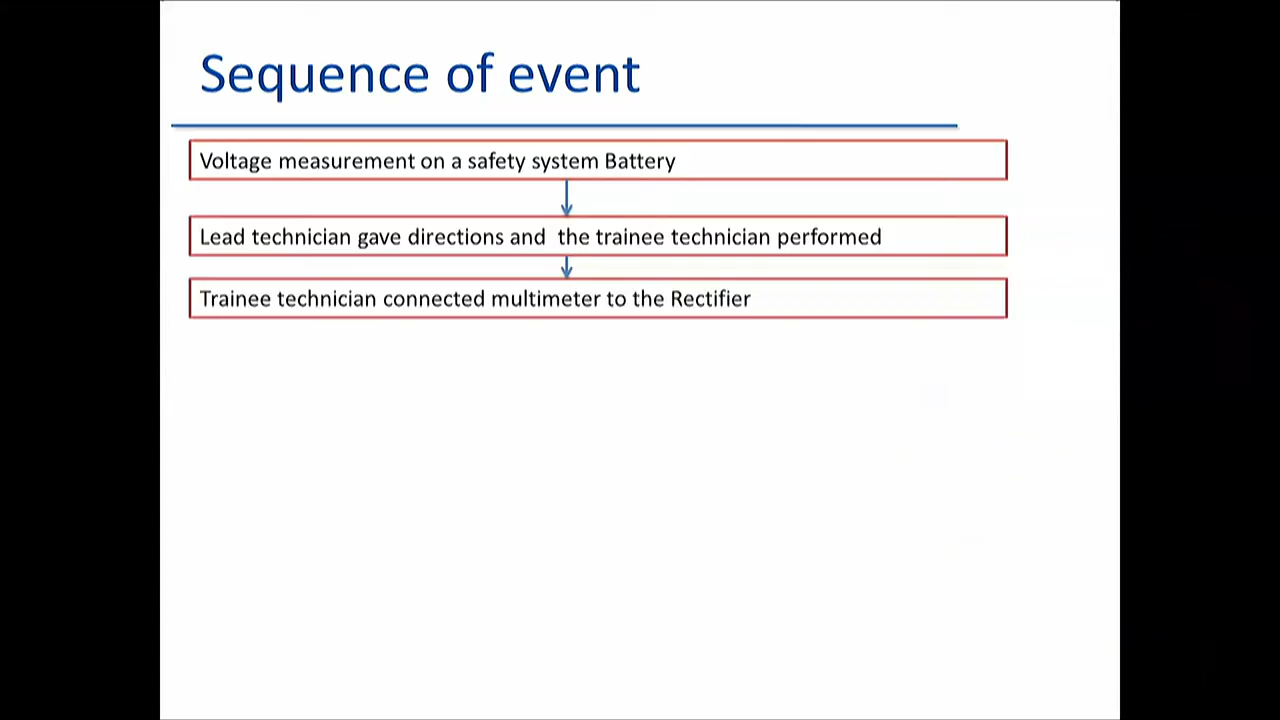 Sequence of event
Voltage measurement on a safety system Battery
Lead technician gave directions and  the trainee technician performed
Trainee technician connected multimeter to the Rectifier